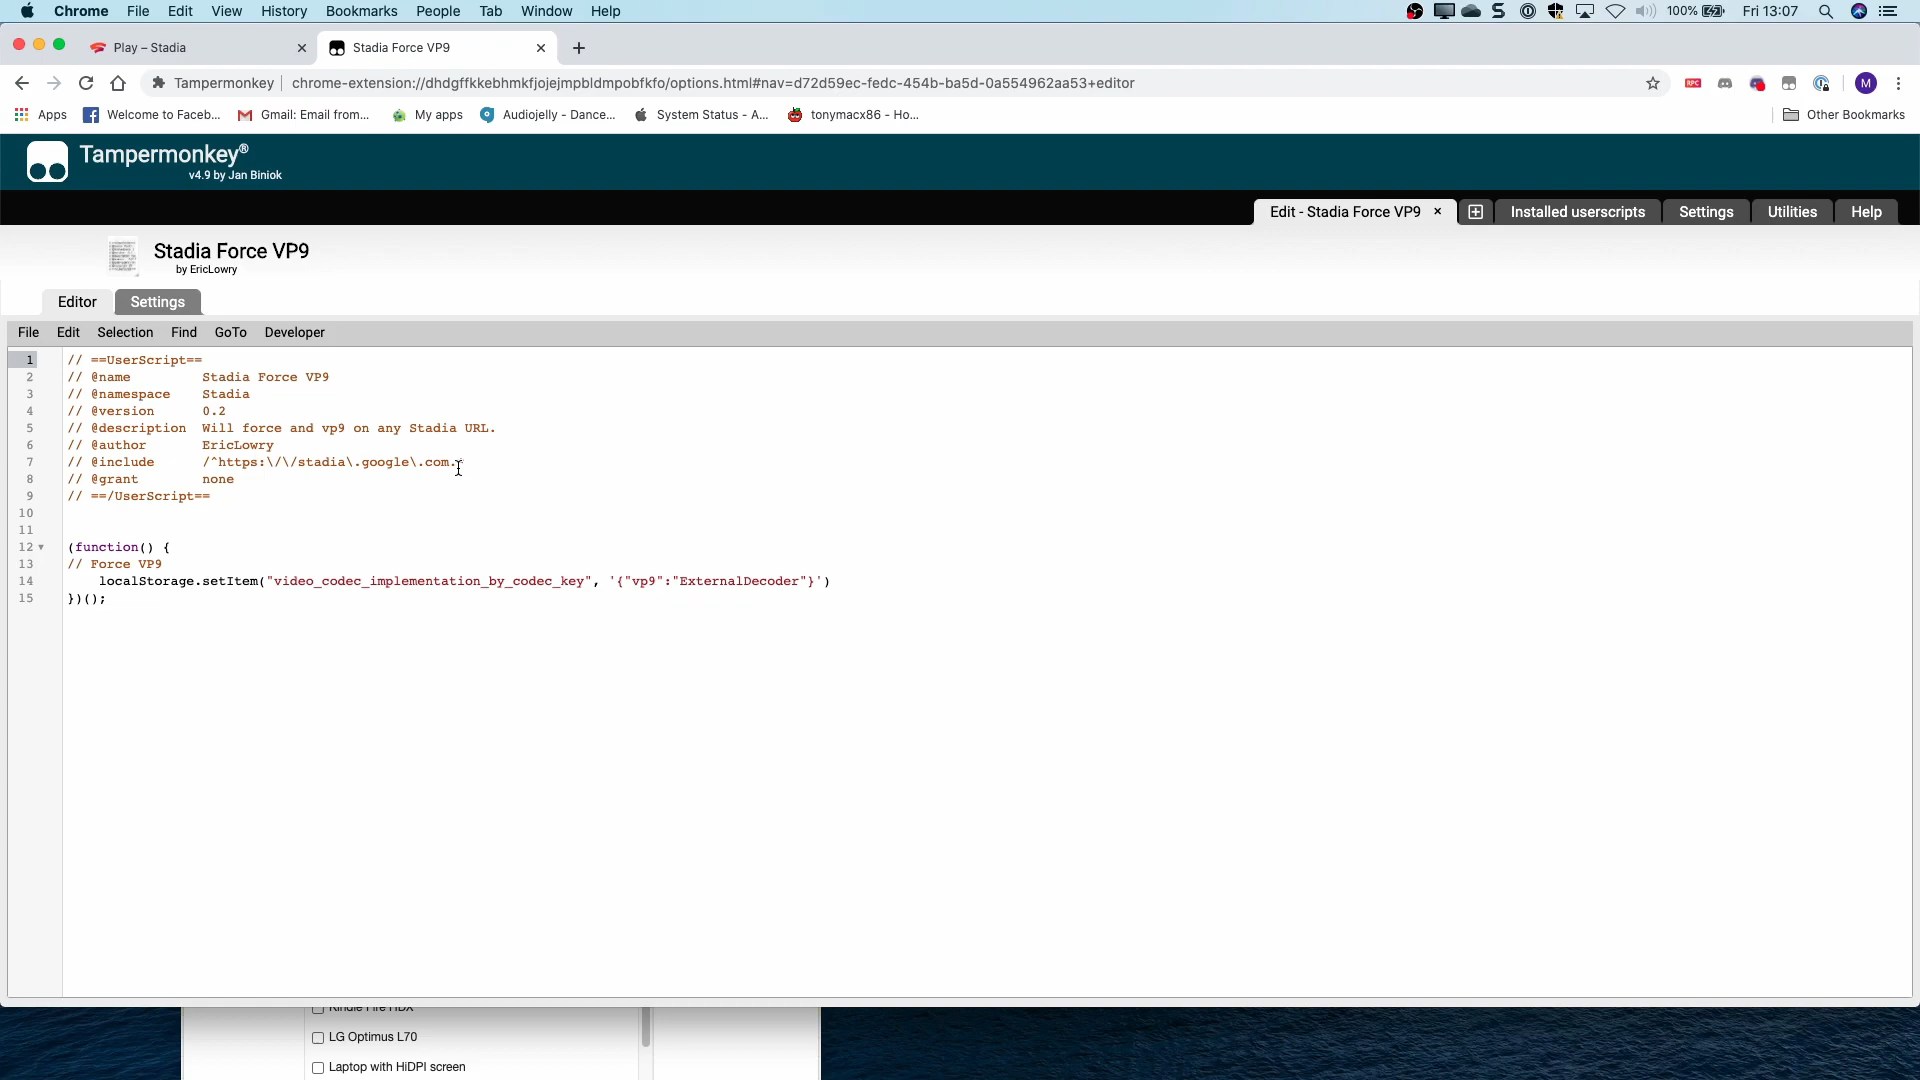 Chrome File Edit View History Bookmarks People Tab Window Help 100% Fri 13:07
Play – Stadia
Stadia Force VP9
Tampermonkey chrome-extension://dhdgffkkebhmkfjojejmpbldmpobfkfo/options.html#nav=d72d59ec-fedc-454b-ba5d-0a554962aa53+editor
RPC
M
Apps Welcome to Faceb... Gmail: Email from... My apps Audiojelly - Dance... System Status - A... tonymacx86 - Ho... Other Bookmarks
Tampermonkey®
v4.9 by Jan Biniok
Edit - Stadia Force VP9 × Installed userscripts Settings Utilities Help
Stadia Force VP9
by EricLowry
Editor Settings
File Edit Selection Find GoTo Developer
1 // ==UserScript==
2 // @name Stadia Force VP9
3 // @namespace Stadia
4 // @version 0.2
5 // @description Will force and vp9 on any Stadia URL.
6 // @author EricLowry
7 // @include /^https:\/\/stadia\.google\.com.
8 // @grant none
9 // ==/UserScript==
10
11
12 (function() {
13 // Force VP9
14 localStorage.setItem("video_codec_implementation_by_codec_key", '{"vp9":"ExternalDecoder"}')
15 })();
Kindle Fire HDX
LG Optimus L70
Laptop with HiDPI screen